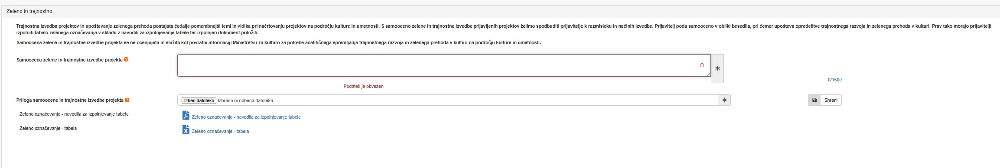 Zeleno in trajnostno
Trajnostna izvedba projektov in upoštevanje zelenega prehoda postajata čedalje pomembnejši temi in vidika pri načrtovanju projektov na področju kulture in umetnosti. S samooceno zelene in trajnostne izvedbe prijavljenih projektov želimo spodbuditi prijavitelje k razmisleku in načinih izvedbe. Prijavitelj poda samooceno v obliki besedila, pri čemer upošteva opredelitve trajnostnega razvoja in zelenega prehoda v kulturi. Prav tako morajo prijavitelji
izpolniti tabelo zelenega označevanja v skladu z navodili za izpolnjevanje tabele ter izpolnjen dokument priložiti.
Samoocena zelene in trajnostne izvedbe projekta se ne ocenjujeta in služita kot povratni informaciji Ministrstvu za kulturo za potrebe analitičnega spremljanja trajnostnega razvoja in zelenega prehoda v kulturi na področju kulture in umetnosti.
Samoocena zelene in trajnostne izvedbe projekta
0/1500
Podatek je obvezen
Priloga samoocene in trajnostne izvedbe projekta Izberi datoteko Izbrana ni nobena datoteka. Shrani
Zeleno označevanje - navodila za izpolnjevanje tabele Zeleno označevanje - navodila za izpolnjevanje tabele
Zeleno označevanje - tabela Zeleno označevanje - tabela